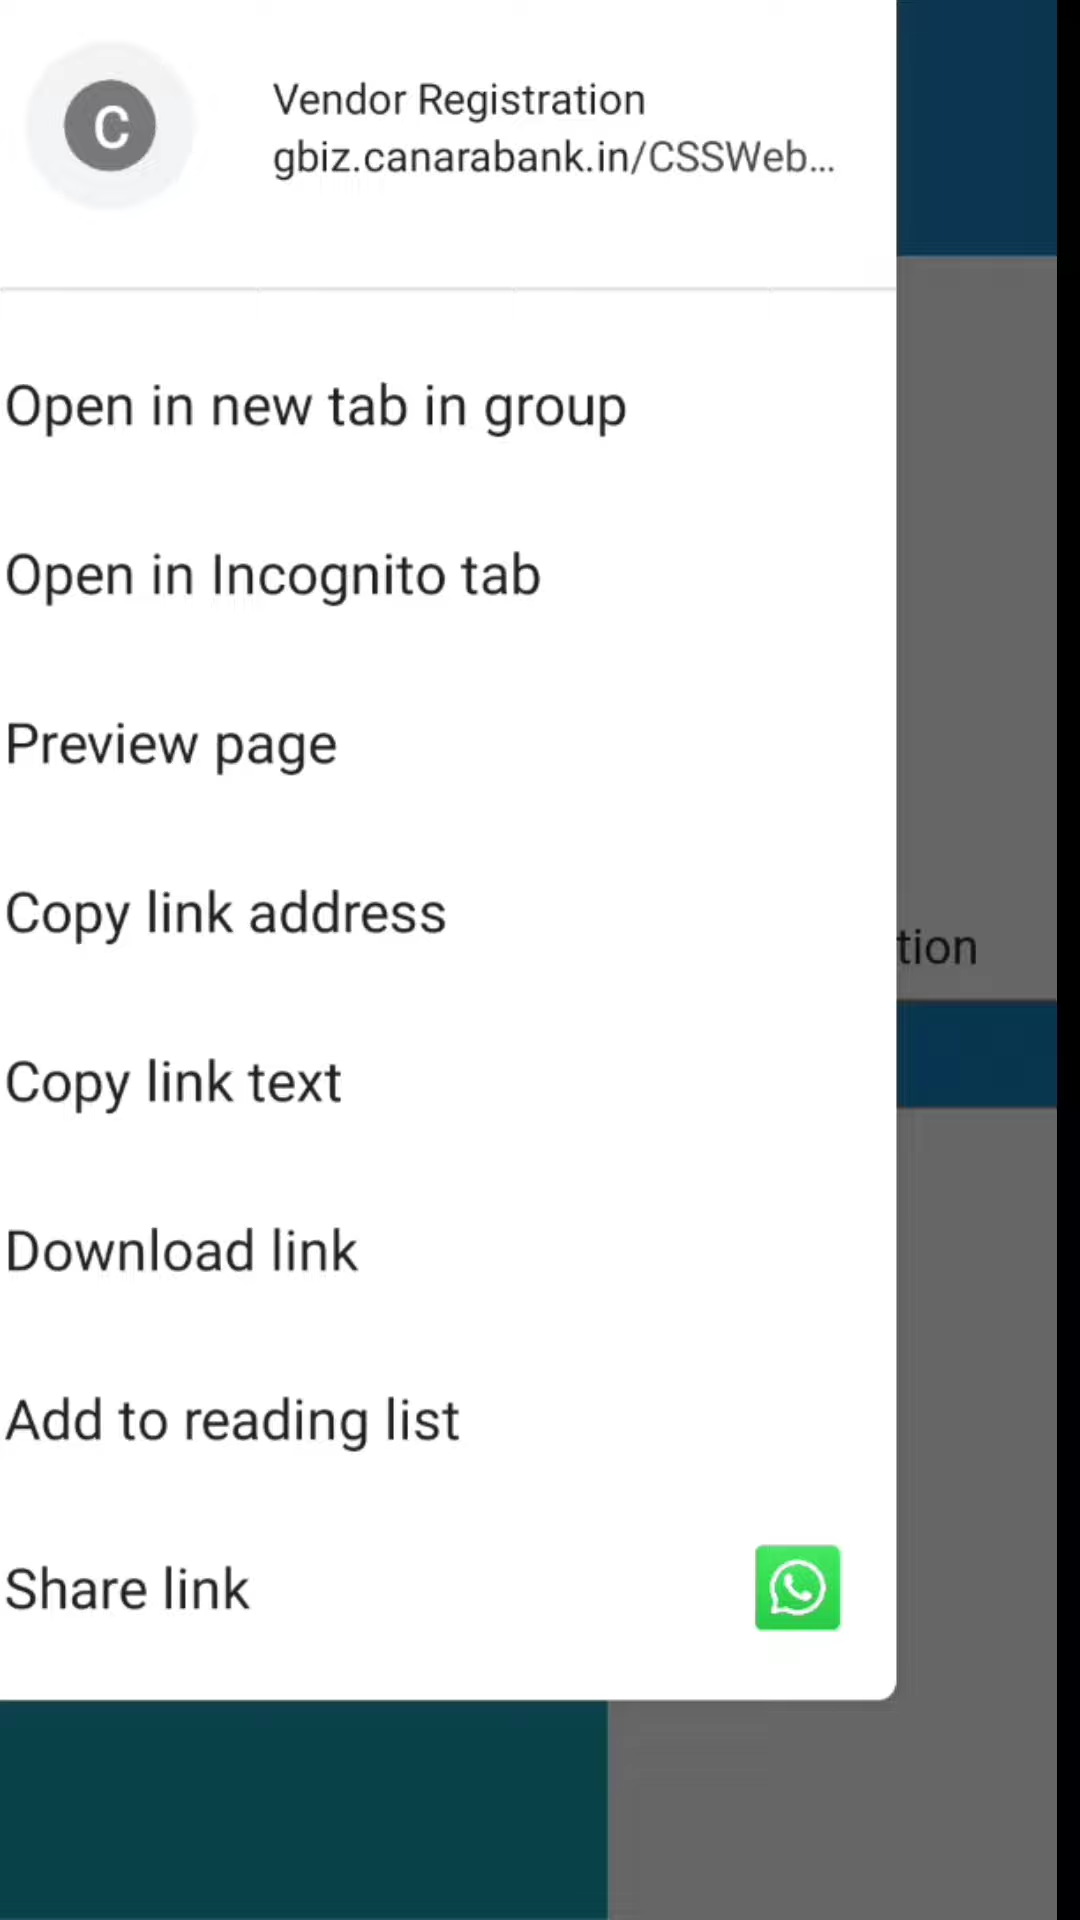 C
Vendor Registration
gbiz.canarabank.in/CSSWeb...
Open in new tab in group
Open in Incognito tab
Preview page
Copy link address
tion
Copy link text
Download link
Add to reading list
Share link